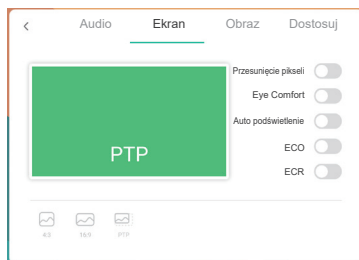 Audio Ekran Obraz Dostosuj
Przesunięcie pikseli
Eye Comfort
Auto podświetlenie
ECO
ECR
PTP
4:3 16:9 PTP